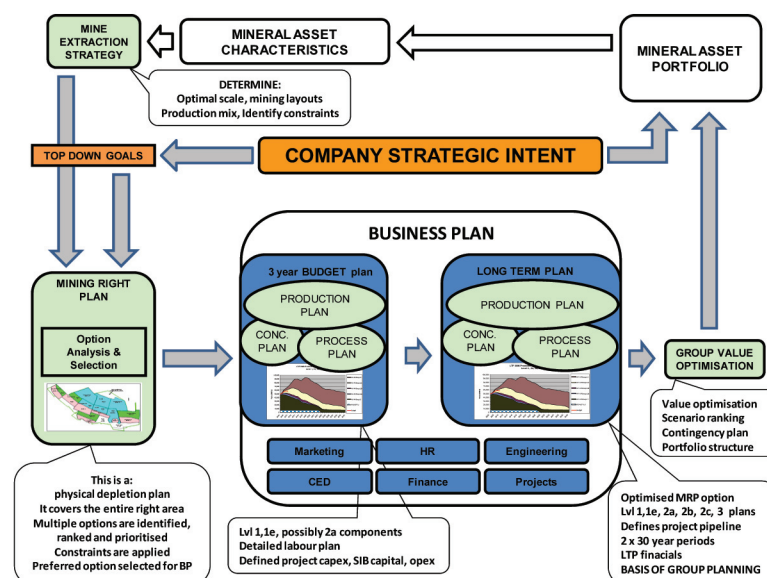 MINE
EXTRACTION
STRATEGY
MINERAL ASSET
CHARACTERISTICS
MINERAL ASSET
PORTFOLIO
DETERMINE:
Optimal scale, mining layouts
Production mix, Identify constraints
TOP DOWN GOALS
COMPANY STRATEGIC INTENT
BUSINESS PLAN
MINING RIGHT
PLAN
Option
Analysis &
Selection
3 year BUDGET plan
PRODUCTION
PLAN
CONC.
PLAN
PROCESS
PLAN
LONG TERM PLAN
PRODUCTION PLAN
CONC.
PLAN
PROCESS
PLAN
GROUP VALUE
OPTIMISATION
Value optimisation
Scenario ranking
Contingency plan
Portfolio structure
Marketing
HR
Engineering
CED
Finance
Projects
This is a:
physical depletion plan
It covers the entire right area
Multiple options are identified,
ranked and prioritised
Constraints are applied
Preferred option selected for BP
Lvl 1,1e, possibly 2a components
Detailed labour plan
Defined project capex, SIB capital, opex
Optimised MRP option
Lvl 1,1e, 2a, 2b, 2c, 3 plans
Defines project pipeline
2 x 30 year periods
LTP finacials
BASIS OF GROUP PLANNING